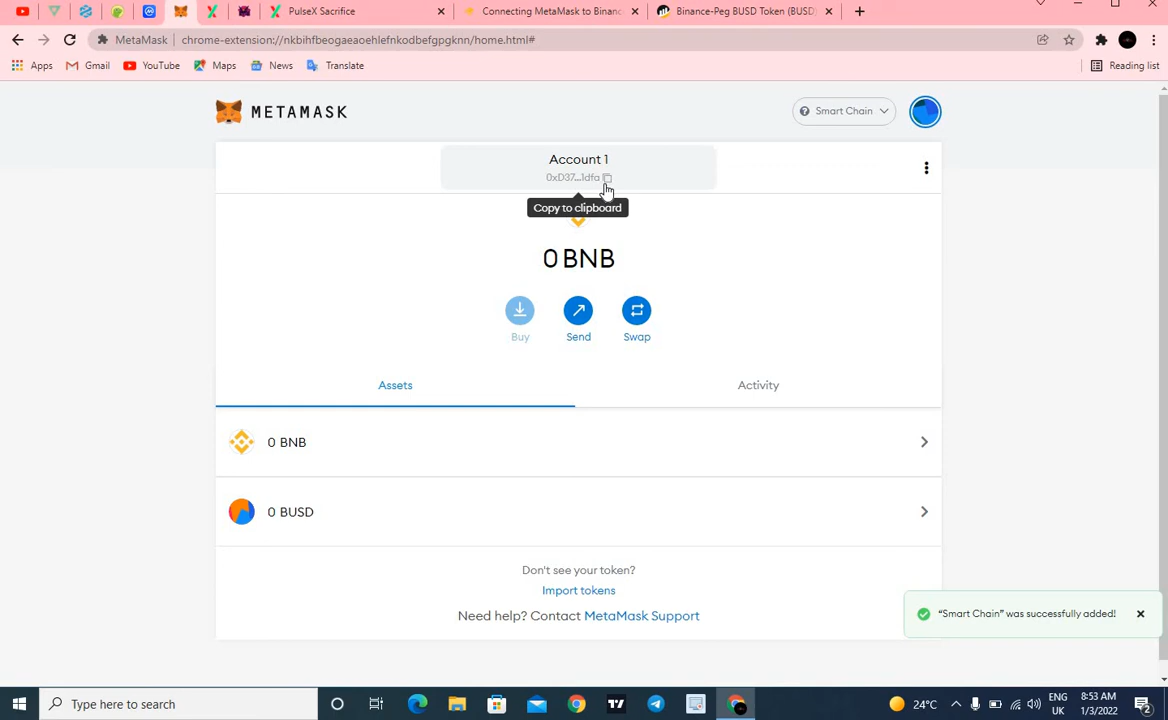 PulseX Sacrifice
Connecting MetaMask to Binanc
Binance-Peg BUSD Token (BUSD)
MetaMask
chrome-extension://nkbihfbeogaeaoehlefnkodbefgpgknn/home.html#
Apps
Gmail
YouTube
Maps
News
Translate
Reading list
METAMASK
Smart Chain
Account 1
0xD37...1dfa
Copy to clipboard
0 BNB
Buy
Send
Swap
Assets
Activity
0 BNB
0 BUSD
Don't see your token?
Import tokens
Need help? Contact MetaMask Support
“Smart Chain” was successfully added!
Type here to search
24°C
ENG
UK
8:53 AM
1/3/2022
2